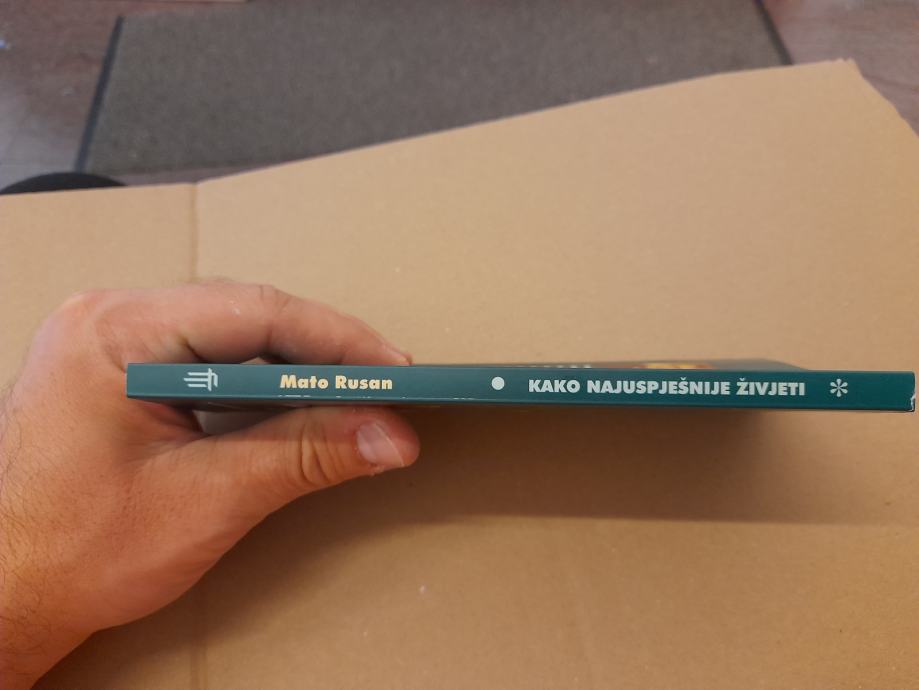 Mato Rusan • KAKO NAJUSPJEŠNIJE ŽIVJETI *